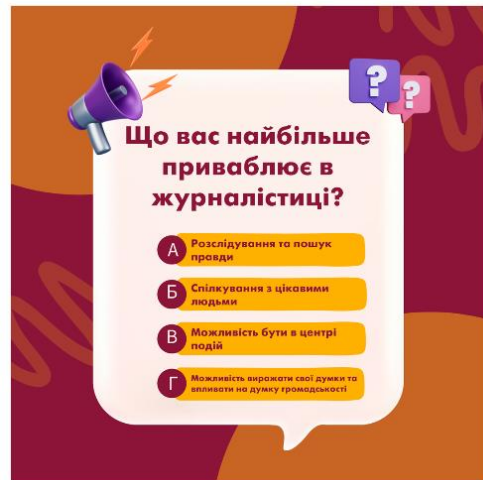 ?
?
Що вас найбільше
приваблює в
журналістиці?
А
Розслідування та пошук
правди
Б
Спілкування з цікавими
людьми
В
Можливість бути в центрі
подій
Г
Можливість виражати свої думки та
впливати на думку громадськості